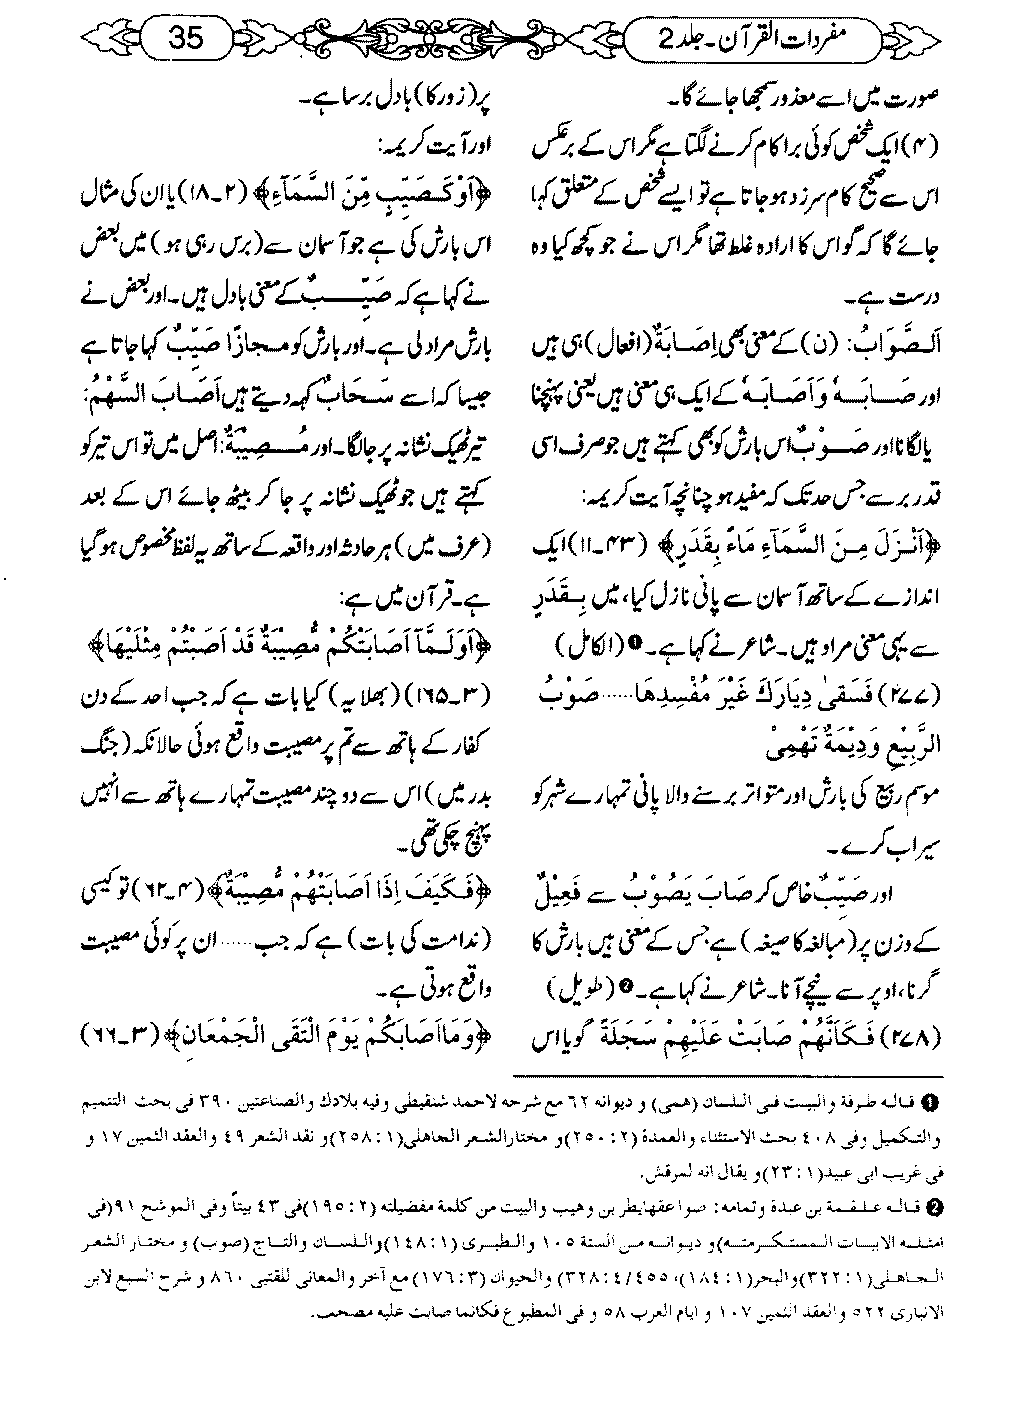 مفردات القرآن - جلد 2
35
صورت میں اسے معذور سمجھا جائے گا۔
(۴) ایک شخص کوئی برا کام کرنے لگتا ہے مگر اس کے برعکس
اس سے صحیح کام سرزد ہو جاتا ہے تو ایسے شخص کے متعلق کہا
جائے گا کہ گو اس کا ارادہ غلط تھا مگر اس نے جو کچھ کیا وہ
درست ہے۔
اَلصَّوَابُ: (ن) کے معنی بھی اِصَابَةٌ (افعال) ہی ہیں
اور صَابَهٗ وَاَصَابَهٗ کے ایک ہی معنی ہیں یعنی پہنچنا
یا لگانا اور صَوْبٌ اس بارش کو بھی کہتے ہیں جو صرف اسی
قدر برسے جس حد تک کہ مفید ہو چنانچہ آیت کریمہ:
﴿اَنْزَلَ مِنَ السَّمَآءِ مَاءً بِقَدَرٍ﴾ (۴۳۔۱۱) ایک
اندازے کے ساتھ آسمان سے پانی نازل کیا، میں بِقَدَرٍ
سے یہی معنی مراد ہیں۔ شاعر نے کہا ہے۔ ❶ (الکامل)
(۲۷۷) فَسَقىٰ دِيَارَكَ غَيْرَ مُفْسِدِهَا...... صَوْبُ
الرَّبِيْعِ وَدِيْمَةٌ تَهْمِيْ
موسم ربیع کی بارش اور متواتر برسنے والا پانی تمہارے شہر کو
سیراب کرے۔
اور صَيِّبٌ خاص کر صَابَ يَصُوْبُ سے فَعِيْلٌ
کے وزن پر (مبالغہ کا صیغہ) ہے جس کے معنی ہیں بارش کا
گرنا، اوپر سے نیچے آنا۔ شاعر نے کہا ہے۔ ❷ (طویل)
(۲۷۸) فَكَاَنَّهُمْ صَابَتْ عَلَيْهِمْ سَجَلَةً گویا اس
پر (زور کا) بادل برسا ہے۔
اور آیت کریمہ:
﴿اَوْ كَصَيِّبٍ مِّنَ السَّمَآءِ﴾ (۲۔۱۸) یا ان کی مثال
اس بارش کی ہے جو آسمان سے (برس رہی ہو) میں بعض
نے کہا ہے کہ صَيِّبٌ کے معنی بادل ہیں۔ اور بعض نے
بارش مراد لی ہے۔ اور بارش کو مجازًا صَيِّبٌ کہا جاتا ہے
جیسا کہ اسے سَحَابٌ کہہ دیتے ہیں اَصَابَ السَّهْمُ:
تیر ٹھیک نشانہ پر جا لگا۔ اور مُصِيْبَةٌ: اصل میں تو اس تیر کو
کہتے ہیں جو ٹھیک نشانہ پر جا کر بیٹھ جائے اس کے بعد
(عرف میں) ہر حادثہ اور واقعہ کے ساتھ یہ لفظ مخصوص ہو گیا
ہے۔ قرآن میں ہے:
﴿اَوَلَمَّآ اَصَابَتْكُمْ مُّصِيْبَةٌ قَدْ اَصَبْتُمْ مِثْلَيْهَا﴾
(۳۔۱۶۵) (بھلا یہ) کیا بات ہے کہ جب احد کے دن
کفار کے ہاتھ سے تم پر مصیبت واقع ہوئی حالانکہ (جنگ
بدر میں) اس سے دو چند مصیبت تمہارے ہاتھ سے انہیں
پہنچ چکی تھی۔
﴿فَكَيْفَ اِذَا اَصَابَتْهُمْ مُّصِيْبَةٌ﴾ (۴۔۶۲) تو کیسی
(ندامت کی بات) ہے کہ جب...... ان پر کوئی مصیبت
واقع ہوتی ہے۔
﴿وَمَا اَصَابَكُمْ يَوْمَ الْتَقَى الْجَمْعَانِ﴾ (۳۔۶۶)
❶ قاله طرفة والبيت فى اللسان (همى) و ديوانه ٦٢ مع شرحه لاحمد شنقيطى وفيه بلادك والصناعتين ٣٩٠ فى بحث التتميم
والتكميل وفى ٤٠٨ بحث الاستثناء والعمدة (٢ : ٢٥٠) و مختار الشعر الجاهلى (١ : ٢٥٨) و نقد الشعر ٤٩ والعقد الثمين ١٧ و
فى غريب ابى عبيد (١ : ٢٣) و يقال انه لمرقش.
❷ قاله علقمة بن عبدة وتمامه : صواعقها يطر بن وهيب والبيت من كلمة مفضليته (٢ : ١٩٥) فى ٤٣ بيتاً وفى الموشح ٩١ (فى
امثلة الابيات المستكرهة) و ديوانه من الستة ١٠٥ والطبرى (١ : ١٤٨) واللسان والتاج (صوب) و مختار الشعر
الجاهلى (١ : ٣٢٢) والبحر (١ : ١٨٤)، ٤٥٥ / ٤ : ٣٢٨) والحيوان (٣ : ١٧٦) مع آخر والمعانى للقتبى ٨٦٠ و شرح السبع لابن
الانبارى ٥٢٢ والعقد الثمين ١٠٧ و ايام العرب ٥٨ و فى المطبوع فكانما صابت عليه مصحب.